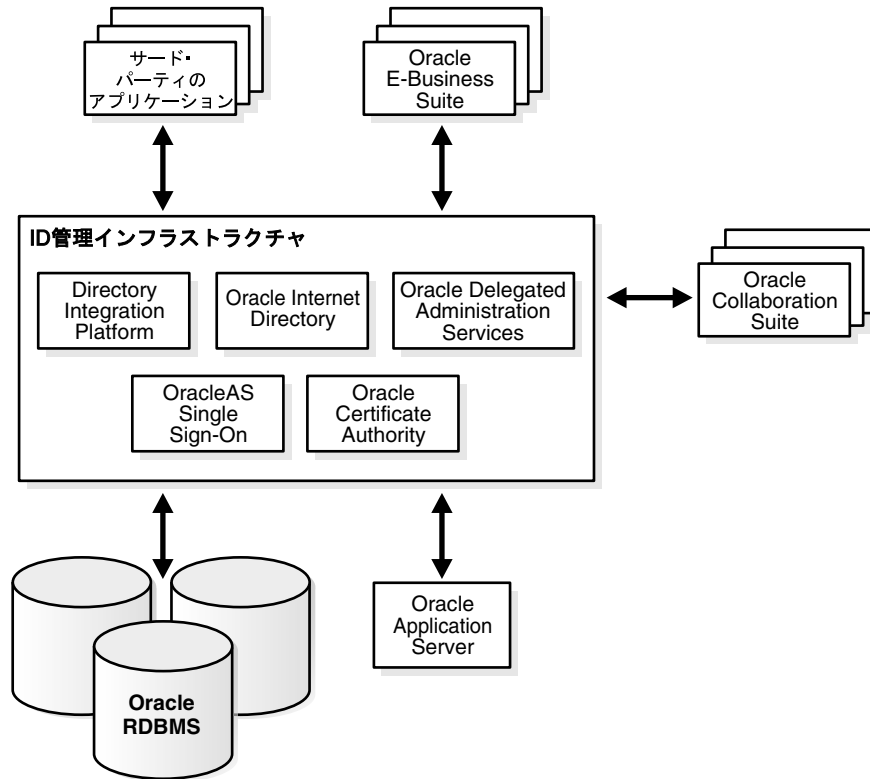 サード・
パーティの
アプリケーション
Oracle
E-Business
Suite
ID管理インフラストラクチャ
Directory
Integration
Platform
Oracle Internet
Directory
Oracle Delegated
Administration
Services
Oracle
Collaboration
Suite
OracleAS
Single
Sign-On
Oracle
Certificate
Authority
Oracle
RDBMS
Oracle
Application
Server